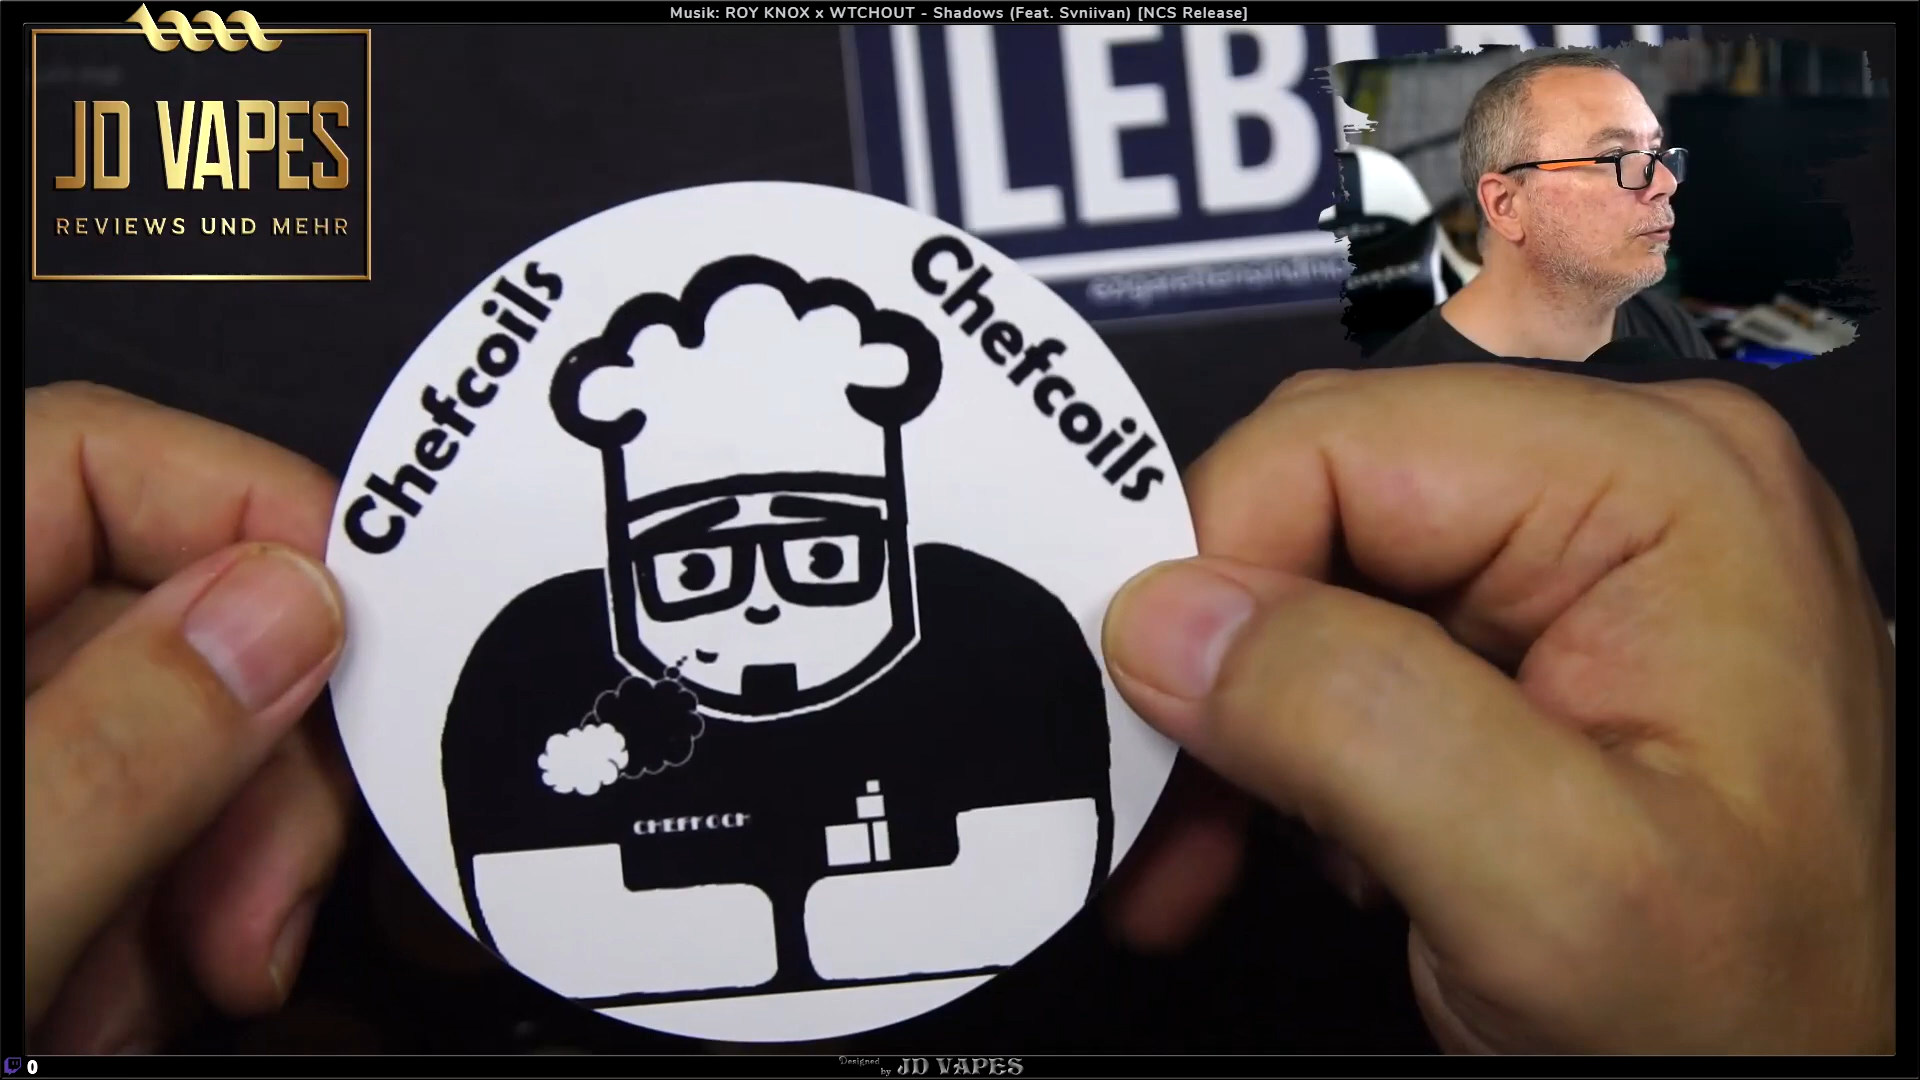 Musik: ROY KNOX x WTCHOUT - Shadows (Feat. Svniivan) [NCS Release]
JD VAPES
REVIEWS UND MEHR
LEB
Chefcoils
Chefcoils
CHEFKOCH
0
Designed
by JD VAPES